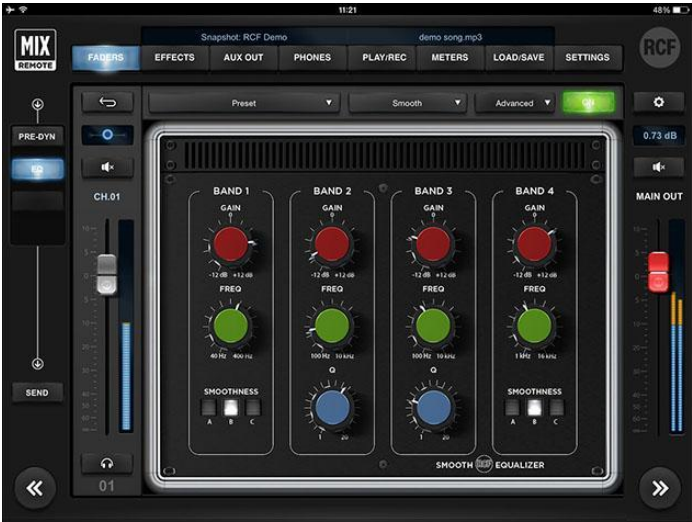 11:21
48%
Snapshot: RCF Demo
demo song.mp3
MIX
REMOTE
FADERS
EFFECTS
AUX OUT
PHONES
PLAY/REC
METERS
LOAD/SAVE
SETTINGS
RCF
Preset
Smooth
Advanced
ON
PRE-DYN
EQ
0.73 dB
CH.01
MAIN OUT
BAND 1
BAND 2
BAND 3
BAND 4
GAIN
GAIN
GAIN
GAIN
0
0
0
0
-12 dB +12 dB
-12 dB +12 dB
-12 dB +12 dB
-12 dB +12 dB
FREQ
FREQ
FREQ
FREQ
40 Hz 400 Hz
100 Hz 10 kHz
100 Hz 10 kHz
1 kHz 16 kHz
SMOOTHNESS
Q
Q
SMOOTHNESS
A B C
1 20
1 20
A B C
SEND
SMOOTH RCF EQUALIZER
01